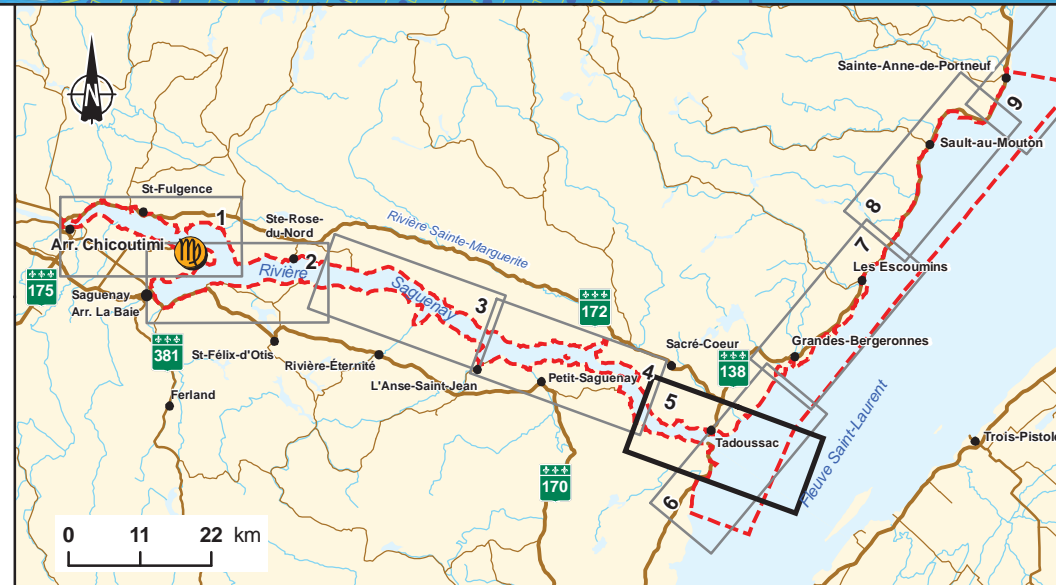 N
Sainte-Anne-de-Portneuf
9
Sault-au-Mouton
St-Fulgence
1
Ste-Rose-
du-Nord
8
Rivière Sainte-Marguerite
Arr. Chicoutimi
7
2
Rivière
Les Escoumins
175
Saguenay
Arr. La Baie
Saguenay
3
172
381
St-Félix-d'Otis
Rivière-Éternité
Sacré-Coeur
Grandes-Bergeronnes
138
L'Anse-Saint-Jean
Petit-Saguenay
4
Ferland
5
Fleuve Saint-Laurent
Tadoussac
Trois-Pistole
170
6
0 11 22 km